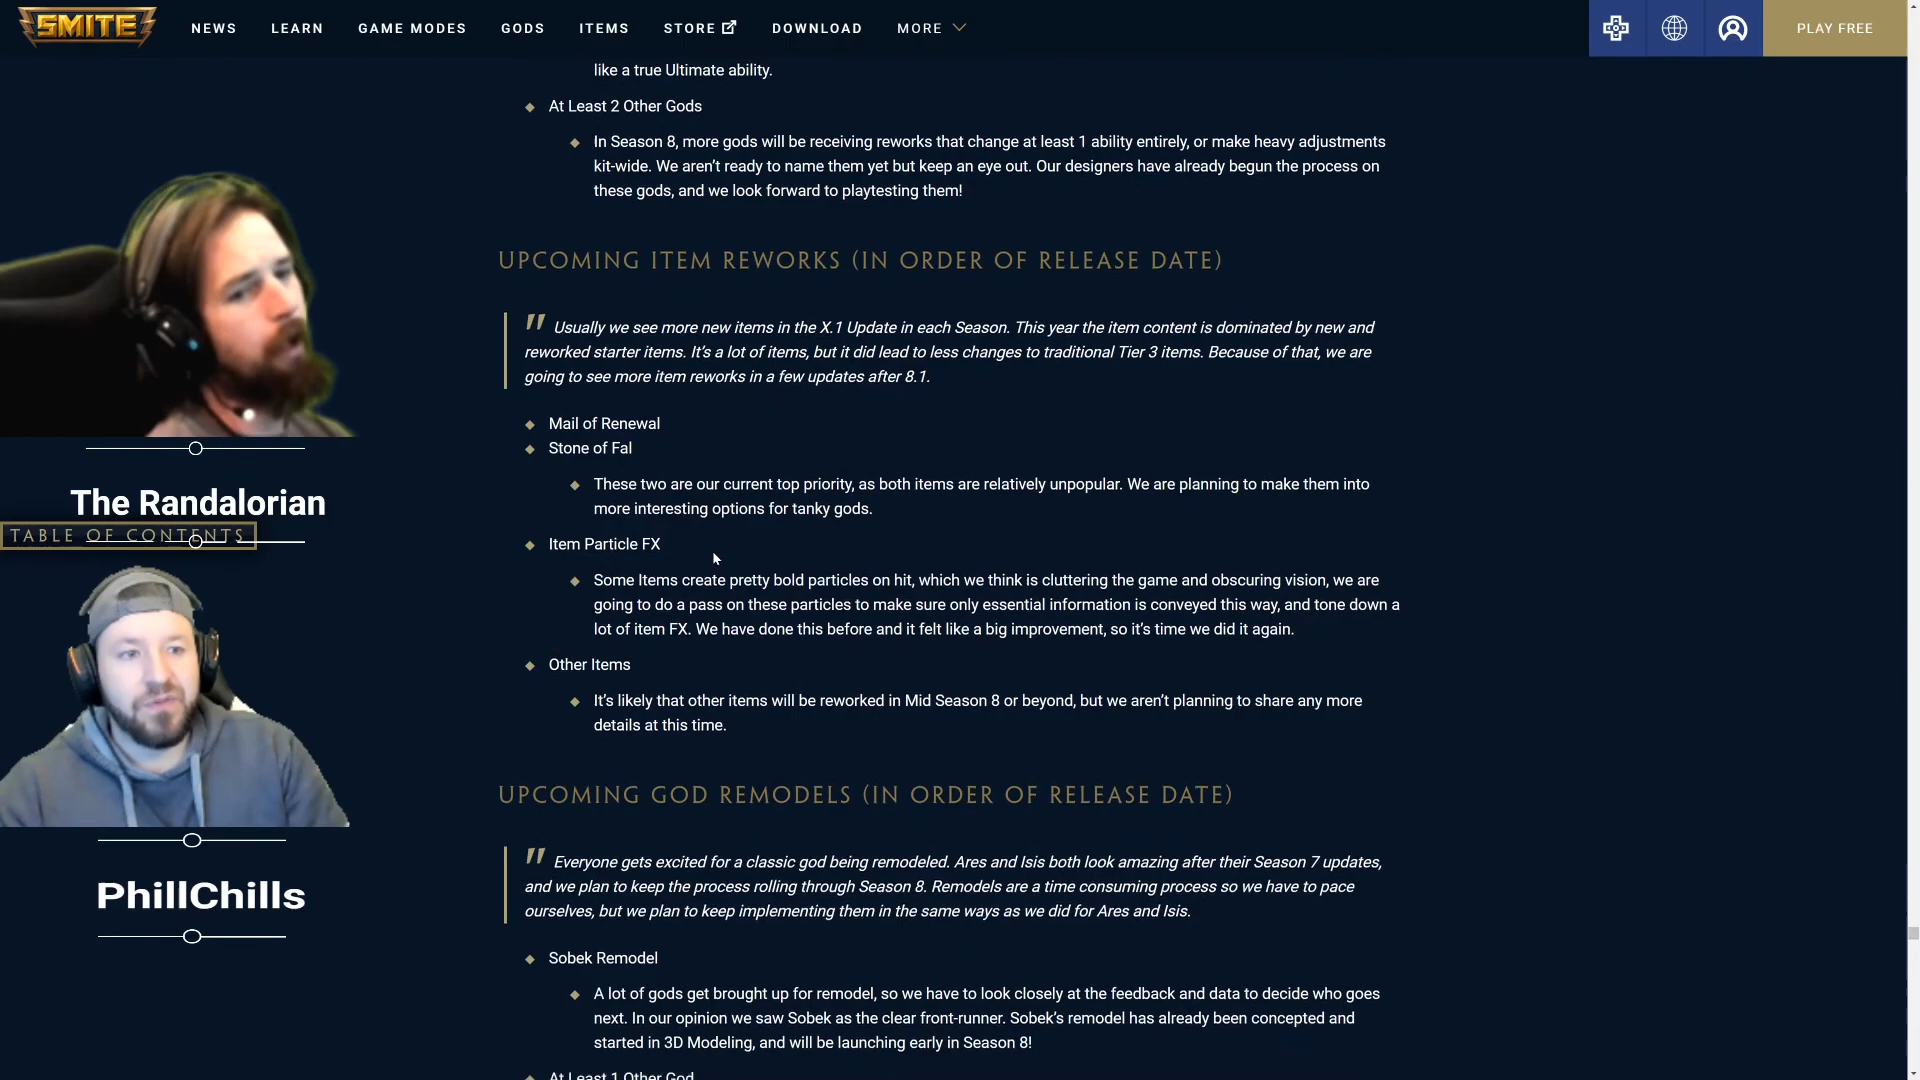 SMITE
NEWS LEARN GAME MODES GODS ITEMS STORE DOWNLOAD MORE PLAY FREE
like a true Ultimate ability.
At Least 2 Other Gods
In Season 8, more gods will be receiving reworks that change at least 1 ability entirely, or make heavy adjustments
kit-wide. We aren’t ready to name them yet but keep an eye out. Our designers have already begun the process on
these gods, and we look forward to playtesting them!
UPCOMING ITEM REWORKS (IN ORDER OF RELEASE DATE)
" Usually we see more new items in the X.1 Update in each Season. This year the item content is dominated by new and
reworked starter items. It’s a lot of items, but it did lead to less changes to traditional Tier 3 items. Because of that, we are
going to see more item reworks in a few updates after 8.1.
Mail of Renewal
Stone of Fal
These two are our current top priority, as both items are relatively unpopular. We are planning to make them into
more interesting options for tanky gods.
Item Particle FX
Some Items create pretty bold particles on hit, which we think is cluttering the game and obscuring vision, we are
going to do a pass on these particles to make sure only essential information is conveyed this way, and tone down a
lot of item FX. We have done this before and it felt like a big improvement, so it’s time we did it again.
Other Items
It’s likely that other items will be reworked in Mid Season 8 or beyond, but we aren’t planning to share any more
details at this time.
UPCOMING GOD REMODELS (IN ORDER OF RELEASE DATE)
" Everyone gets excited for a classic god being remodeled. Ares and Isis both look amazing after their Season 7 updates,
and we plan to keep the process rolling through Season 8. Remodels are a time consuming process so we have to pace
ourselves, but we plan to keep implementing them in the same ways as we did for Ares and Isis.
Sobek Remodel
A lot of gods get brought up for remodel, so we have to look closely at the feedback and data to decide who goes
next. In our opinion we saw Sobek as the clear front-runner. Sobek’s remodel has already been concepted and
started in 3D Modeling, and will be launching early in Season 8!
At Least 1 Other God
The Randalorian
TABLE OF CONTENTS
PhillChills